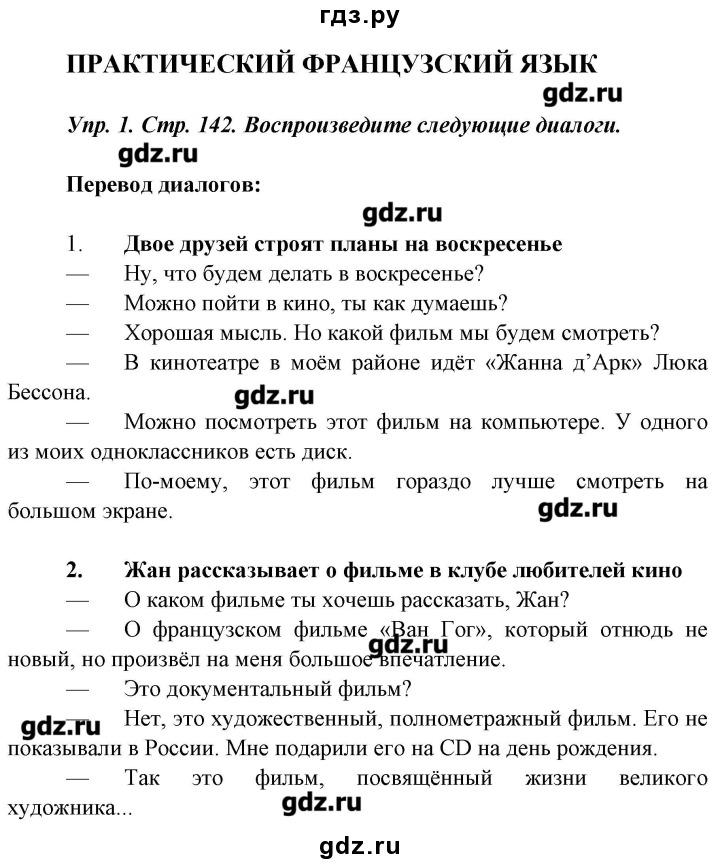 гдз.ру
ПРАКТИЧЕСКИЙ ФРАНЦУЗСКИЙ ЯЗЫК
gdz.ru
Упр. 1. Стр. 142. Воспроизведите следующие диалоги.
gdz.ru
Перевод диалогов:
gdz.ru
1. Двое друзей строят планы на воскресенье
— Ну, что будем делать в воскресенье?
— Можно пойти в кино, ты как думаешь?
— Хорошая мысль. Но какой фильм мы будем смотреть?
— В кинотеатре в моём районе идёт «Жанна д’Арк» Люка
Бессона.
gdz.ru
— Можно посмотреть этот фильм на компьютере. У одного
из моих одноклассников есть диск.
— По-моему, этот фильм гораздо лучше смотреть на
большом экране.
gdz.ru
2. Жан рассказывает о фильме в клубе любителей кино
— О каком фильме ты хочешь рассказать, Жан?
— О французском фильме «Ван Гог», который отнюдь не
gdz.ru
новый, но произвёл на меня большое впечатление.
— Это документальный фильм?
— Нет, это художественный, полнометражный фильм. Его не
gdz.ru
показывали в России. Мне подарили его на CD на день рождения.
— Так это фильм, посвящённый жизни великого
художника...
gdz.ru
gdz.ru